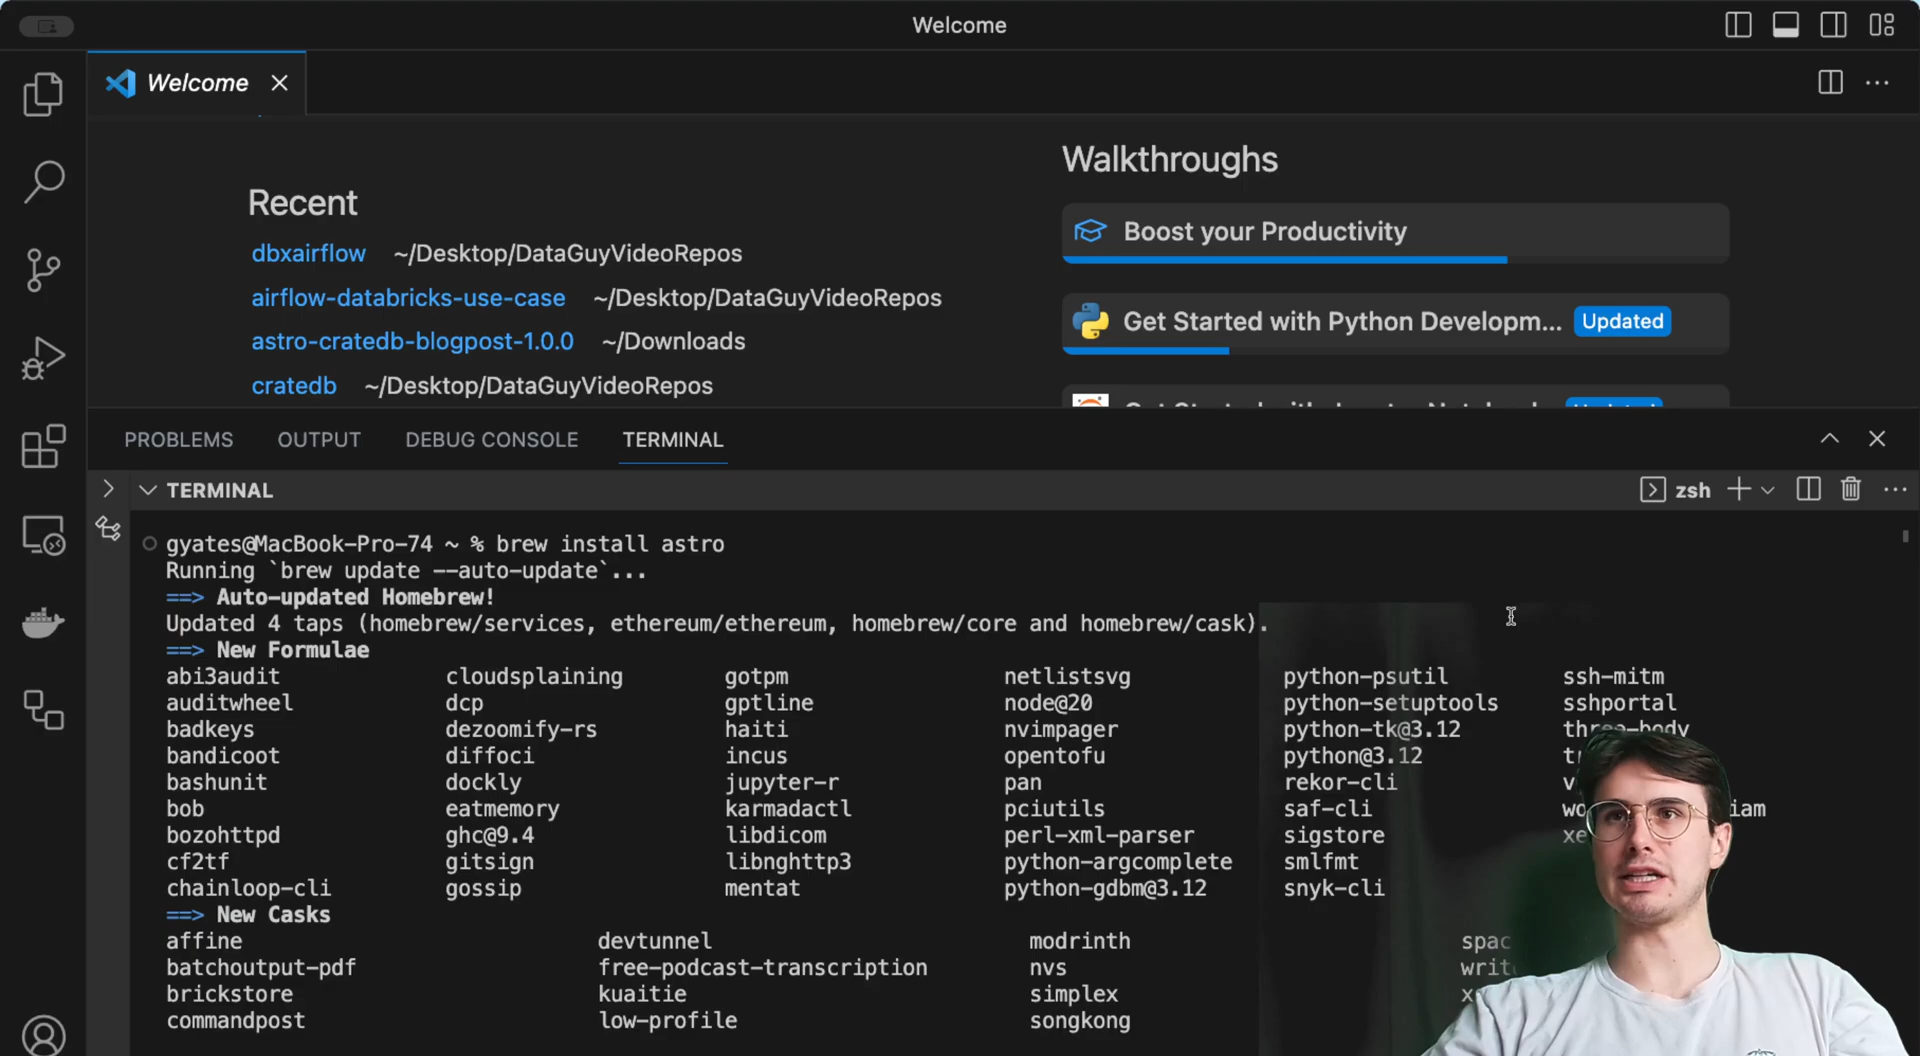 Welcome
Welcome
Recent
dbxairflow ~/Desktop/DataGuyVideoRepos
airflow-databricks-use-case ~/Desktop/DataGuyVideoRepos
astro-cratedb-blogpost-1.0.0 ~/Downloads
cratedb ~/Desktop/DataGuyVideoRepos
Walkthroughs
Boost your Productivity
Get Started with Python Developm... Updated
PROBLEMS OUTPUT DEBUG CONSOLE TERMINAL
TERMINAL
zsh
gyates@MacBook-Pro-74 ~ % brew install astro
Running `brew update --auto-update`...
==> Auto-updated Homebrew!
Updated 4 taps (homebrew/services, ethereum/ethereum, homebrew/core and homebrew/cask).
==> New Formulae
abi3audit cloudsplaining gotpm netlistsvg python-psutil ssh-mitm
auditwheel dcp gptline node@20 python-setuptools sshportal
badkeys dezoomify-rs haiti nvimpager python-tk@3.12 three-body
bandicoot diffoci incus opentofu python@3.12
bashunit dockly jupyter-r pan rekor-cli
bob eatmemory karmadactl pciutils saf-cli
bozohttpd ghc@9.4 libdicom perl-xml-parser sigstore
cf2tf gitsign libnghttp3 python-argcomplete smlfmt
chainloop-cli gossip mentat python-gdbm@3.12 snyk-cli
==> New Casks
affine devtunnel modrinth
batchoutput-pdf free-podcast-transcription nvs
brickstore kuaitie simplex
commandpost low-profile songkong